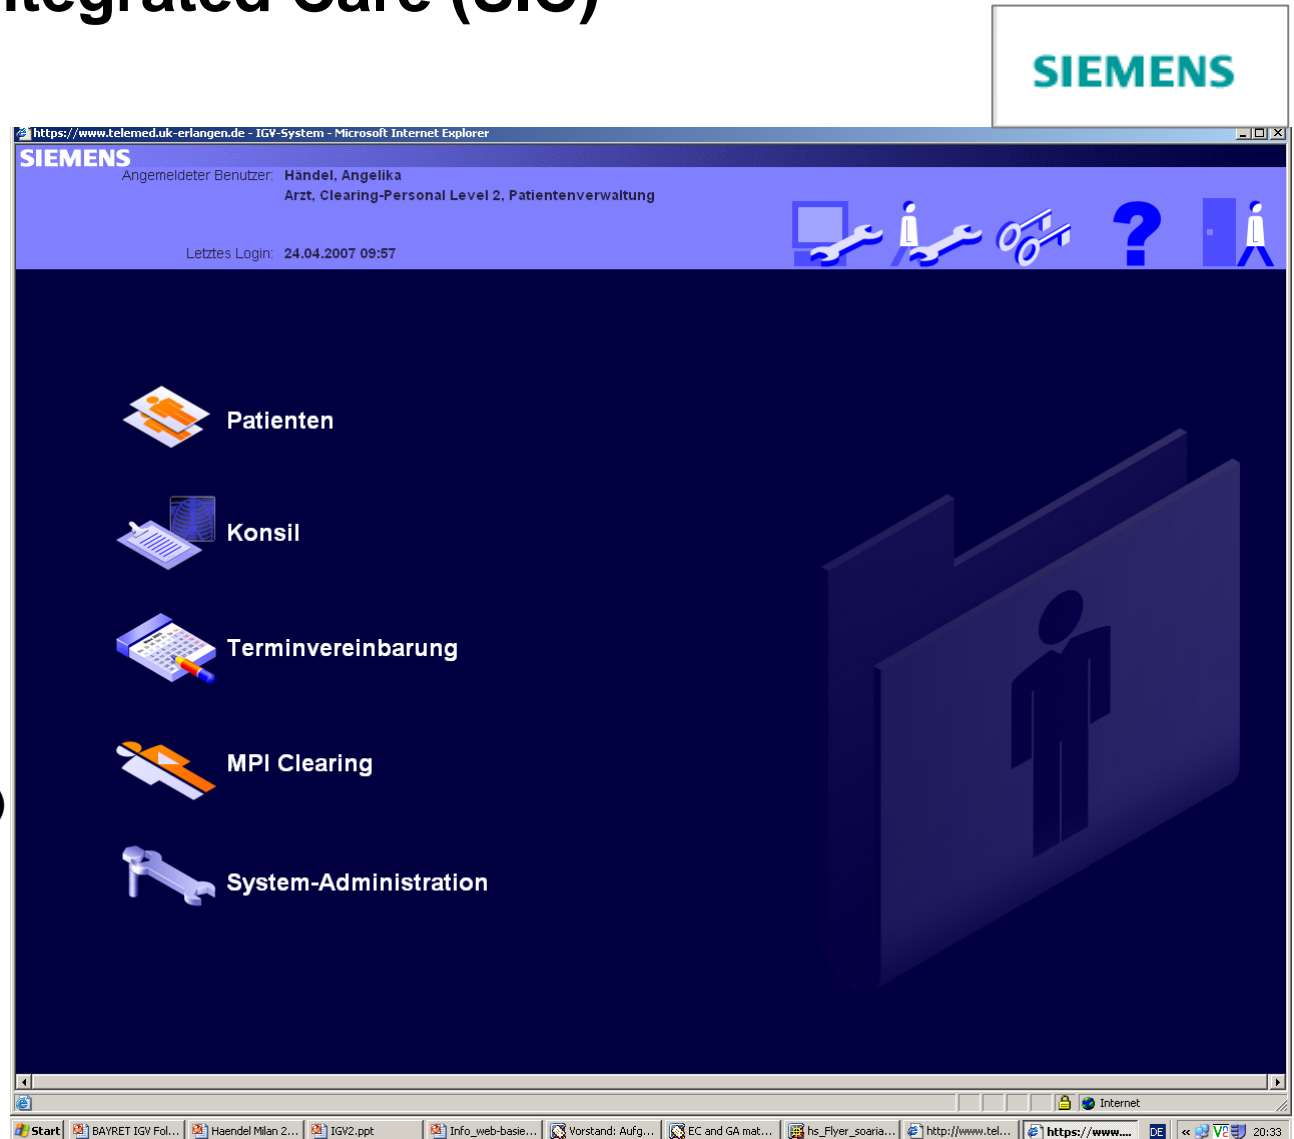 ntegrated Care (SIC)
SIEMENS
https://www.telemed.uk-erlangen.de - IGV-System - Microsoft Internet Explorer
SIEMENS
Angemeldeter Benutzer: Händel, Angelika
Arzt, Clearing-Personal Level 2, Patientenverwaltung
Letztes Login: 24.04.2007 09:57
?
Patienten
Konsil
Terminvereinbarung
MPI Clearing
)
System-Administration
Internet
Start BAYRET IGV Fol... Haendel Milan 2... IGV2.ppt Info_web-basie... Vorstand: Aufg... EC and GA mat... hs_Flyer_soaria... http://www.tel... https://www.... DE « 20:33